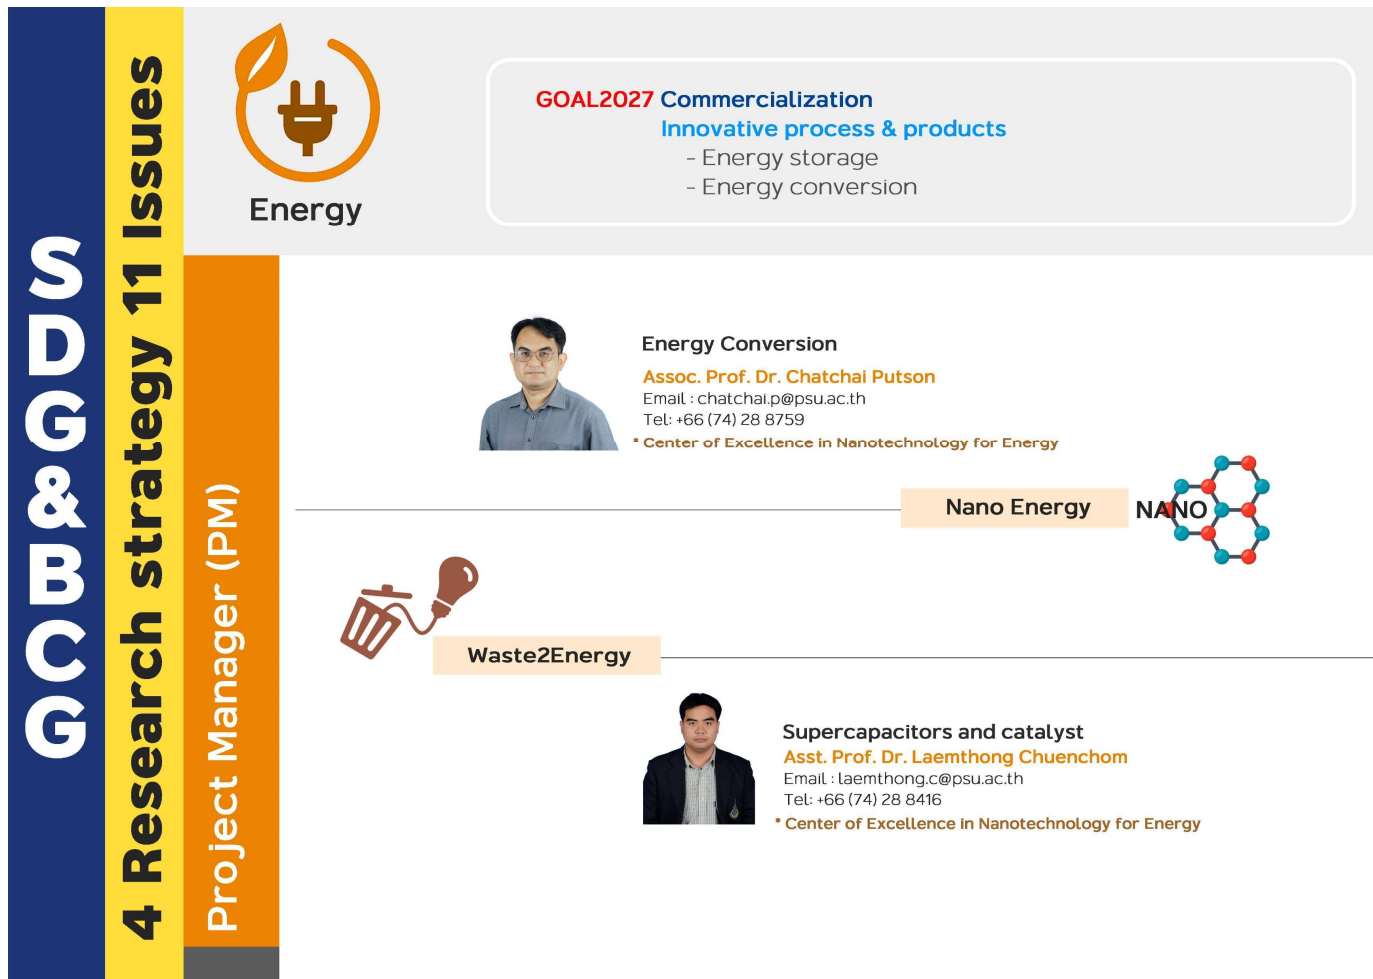 SDG&BCG
4 Research strategy 11 Issues
Energy
GOAL2027 Commercialization
Innovative process & products
- Energy storage
- Energy conversion
Project Manager (PM)
Energy Conversion
Assoc. Prof. Dr. Chatchai Putson
Email : chatchai.p@psu.ac.th
Tel: +66 (74) 28 8759
* Center of Excellence in Nanotechnology for Energy
Nano Energy
NANO
Waste2Energy
Supercapacitors and catalyst
Asst. Prof. Dr. Laemthong Chuenchom
Email : laemthong.c@psu.ac.th
Tel: +66 (74) 28 8416
* Center of Excellence in Nanotechnology for Energy